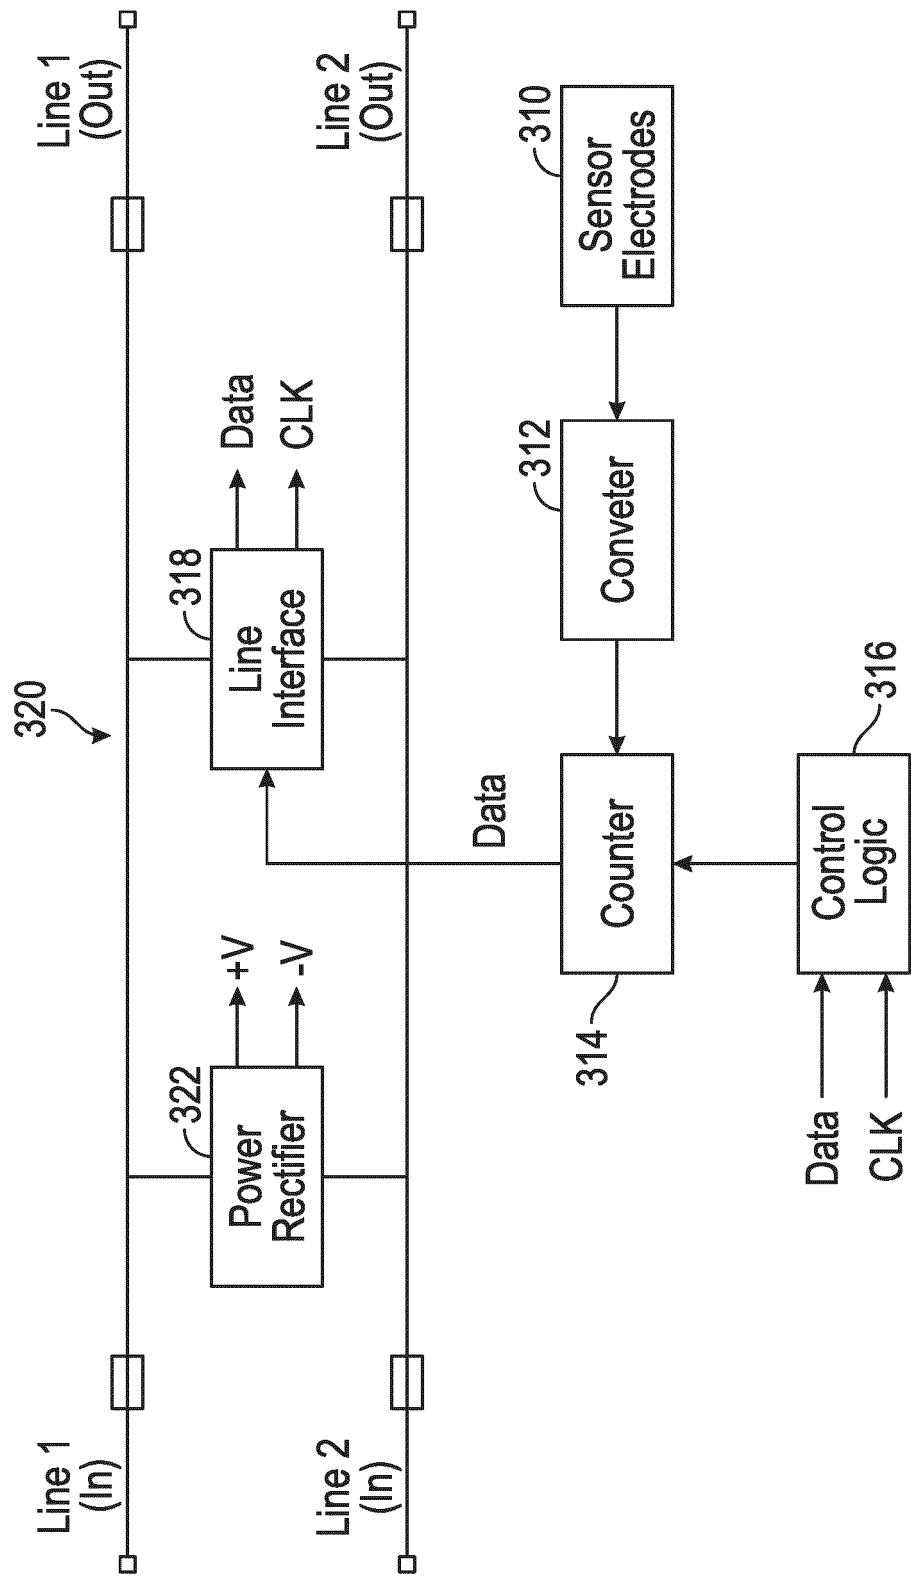 Line 1
(In)
320
Line 1
(Out)
322
Power
Rectifier
+V
-V
318
Line
Interface
Data
CLK
Line 2
(In)
Line 2
(Out)
Data
314
Counter
312
Conveter
310
Sensor
Electrodes
Data
CLK
Control
Logic
316